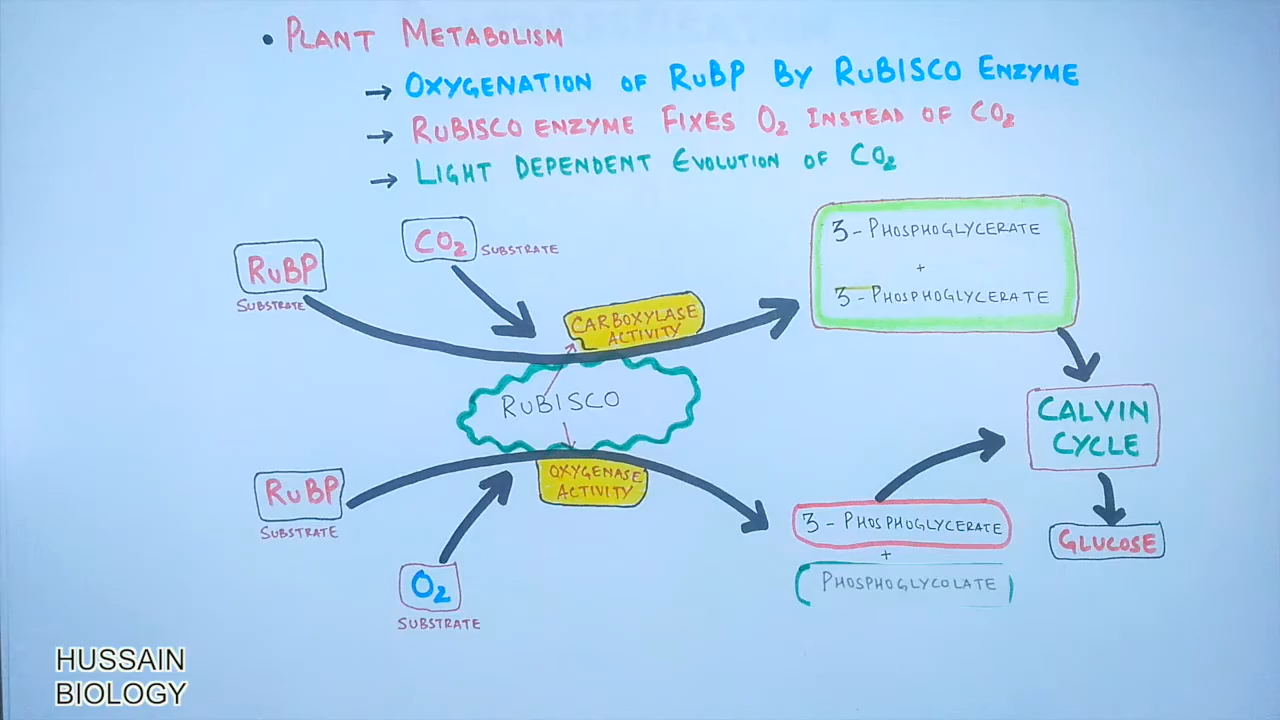 • PLANT METABOLISM
→ OXYGENATION OF RuBP BY RuBISCO ENZYME
→ RUBISCO ENZYME FIXES O₂ INSTEAD OF CO₂
→ LIGHT DEPENDENT EVOLUTION OF CO₂
RuBP
SUBSTRATE
CO₂ SUBSTRATE
CARBOXYLASE
ACTIVITY
3-PHOSPHOGLYCERATE
+
3-PHOSPHOGLYCERATE
RUBISCO
CALVIN
CYCLE
GLUCOSE
RuBP
SUBSTRATE
O₂
SUBSTRATE
OXYGENASE
ACTIVITY
3-PHOSPHOGLYCERATE
+
PHOSPHOGLYCOLATE
HUSSAIN
BIOLOGY